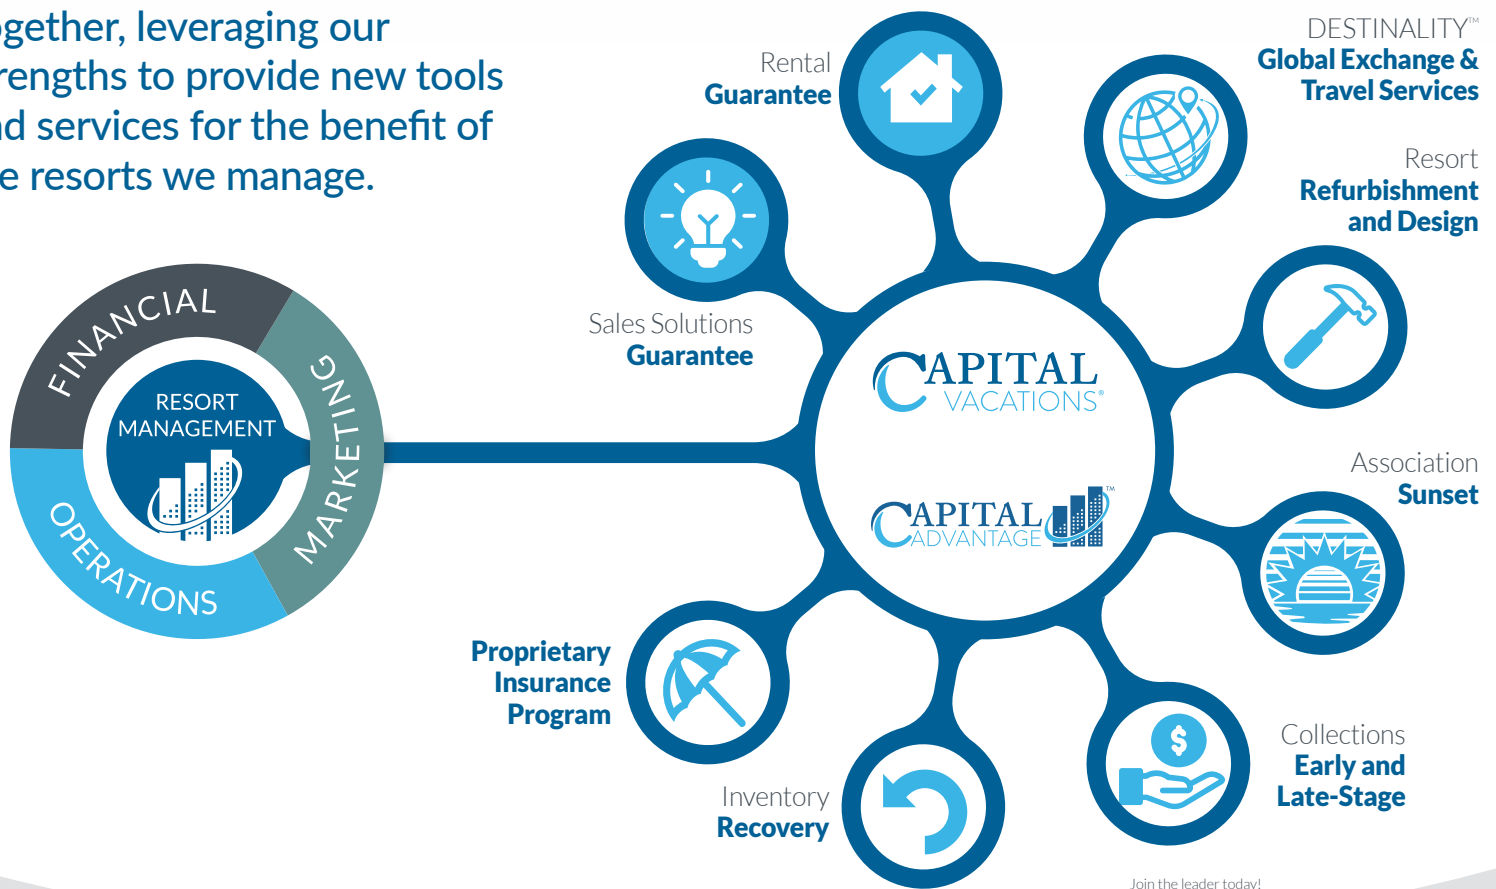 ogether, leveraging our
rengths to provide new tools
d services for the benefit of
e resorts we manage.
FINANCIAL
MARKETING
OPERATIONS
RESORT
MANAGEMENT
Rental
Guarantee
DESTINALITY™
Global Exchange &
Travel Services
Resort
Refurbishment
and Design
Sales Solutions
Guarantee
CAPITAL
VACATIONS®
CAPITAL
ADVANTAGE™
Association
Sunset
Proprietary
Insurance
Program
Inventory
Recovery
Collections
Early and
Late-Stage
$
Join the leader today!